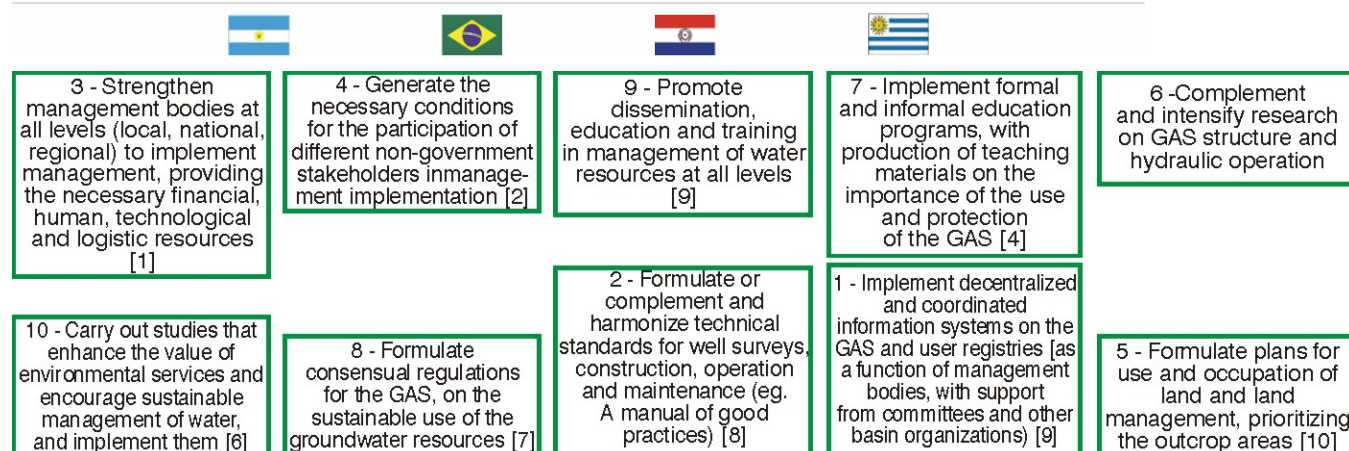 3 - Strengthen
management bodies at
all levels (local, national,
regional) to implement
management, providing
the necessary financial,
human, technological
and logistic resources
[1]
4 - Generate the
necessary conditions
for the participation of
different non-government
stakeholders inmanage-
ment implementation [2]
9 - Promote
dissemination,
education and training
in management of water
resources at all levels
[9]
7 - Implement formal
and informal education
programs, with
production of teaching
materials on the
importance of the use
and protection
of the GAS [4]
6 -Complement
and intensify research
on GAS structure and
hydraulic operation
10 - Carry out studies that
enhance the value of
environmental services and
encourage sustainable
management of water,
and implement them [6]
8 - Formulate
consensual regulations
for the GAS, on the
sustainable use of the
groundwater resources [7]
2 - Formulate or
complement and
harmonize technical
standards for well surveys,
construction, operation
and maintenance (eg.
A manual of good
practices) [8]
1 - Implement decentralized
and coordinated
information systems on the
GAS and user registries [as
a function of management
bodies, with support
from committees and other
basin organizations) [9]
5 - Formulate plans for
use and occupation of
land and land
management, prioritizing
the outcrop areas [10]